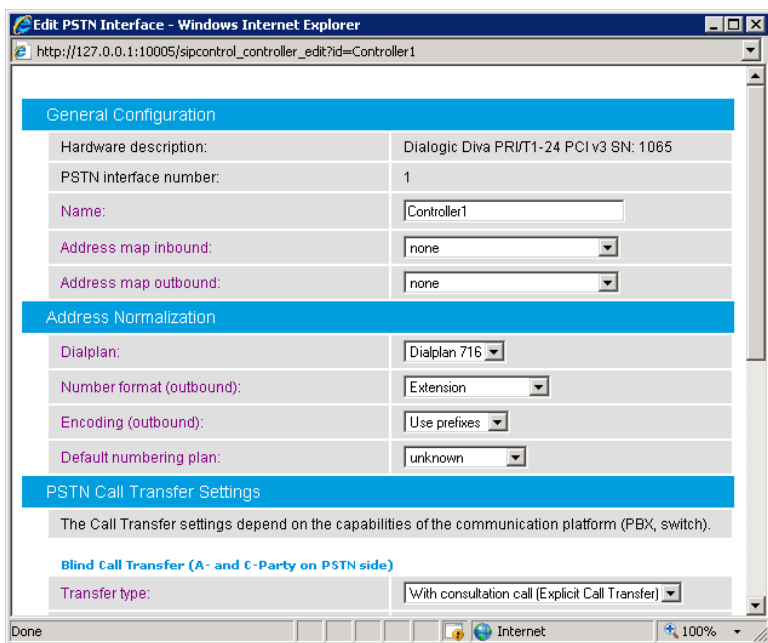 Edit PSTN Interface - Windows Internet Explorer
http://127.0.0.1:10005/sipcontrol_controller_edit?id=Controller1
General Configuration
Hardware description: Dialogic Diva PRI/T1-24 PCI v3 SN: 1065
PSTN interface number: 1
Name: Controller1
Address map inbound: none
Address map outbound: none
Address Normalization
Dialplan: Dialplan 716
Number format (outbound): Extension
Encoding (outbound): Use prefixes
Default numbering plan: unknown
PSTN Call Transfer Settings
The Call Transfer settings depend on the capabilities of the communication platform (PBX, switch).
Blind Call Transfer (A- and C-Party on PSTN side)
Transfer type: With consultation call (Explicit Call Transfer)
Done Internet 100%